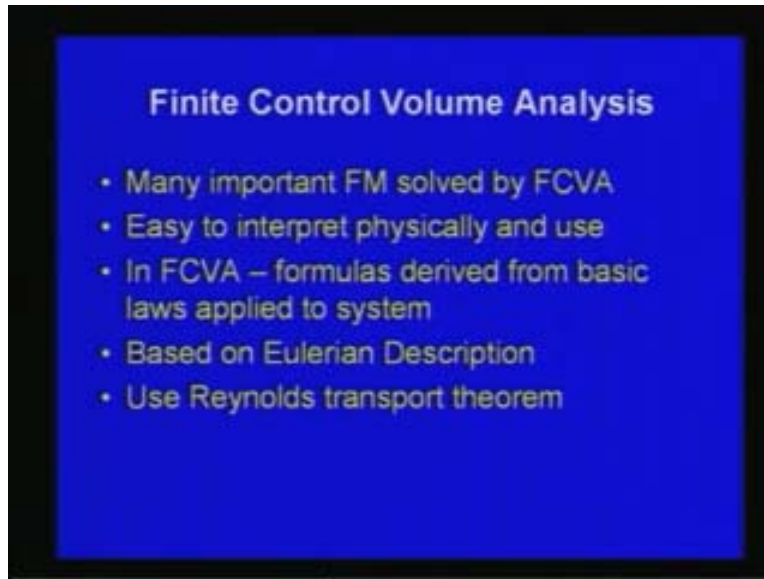 Finite Control Volume Analysis
• Many important FM solved by FCVA
• Easy to interpret physically and use
• In FCVA – formulas derived from basic
laws applied to system
• Based on Eulerian Description
• Use Reynolds transport theorem